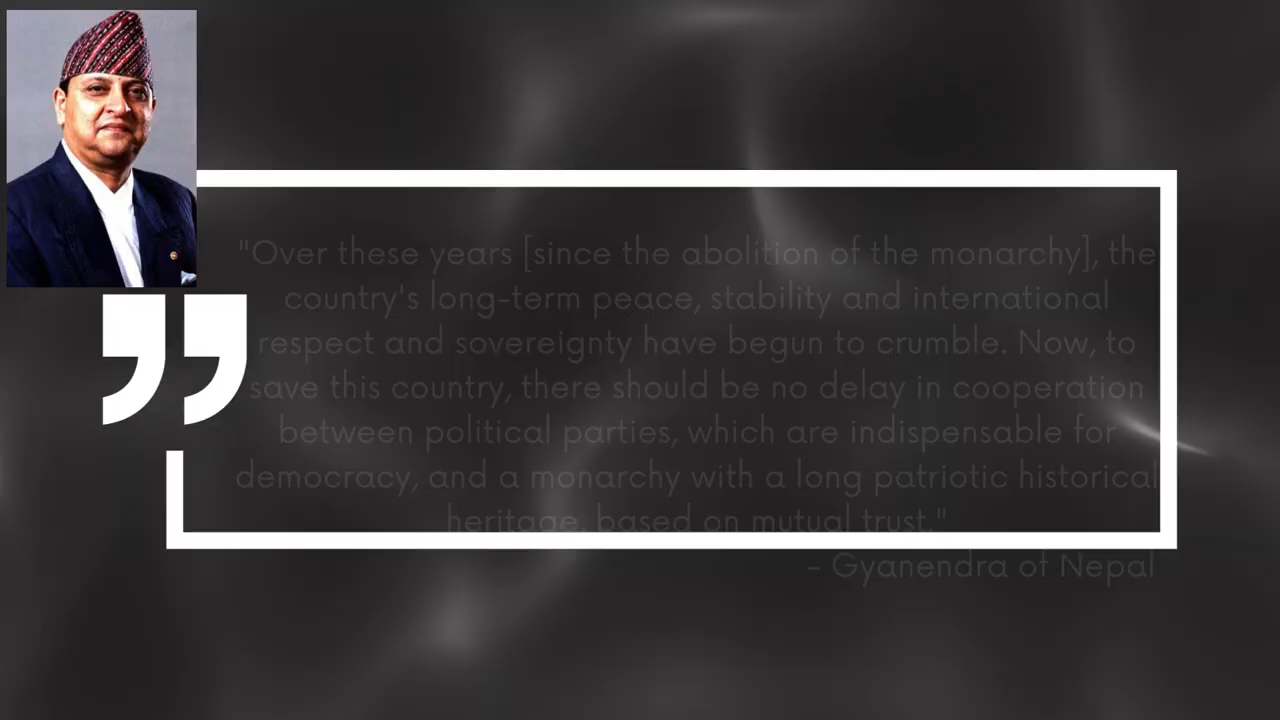 "Over these years [since the abolition of the monarchy], the
country's long-term peace, stability and international
respect and sovereignty have begun to crumble. Now, to
save this country, there should be no delay in cooperation
between political parties, which are indispensable for
democracy, and a monarchy with a long patriotic historical
heritage, based on mutual trust."
- Gyanendra of Nepal